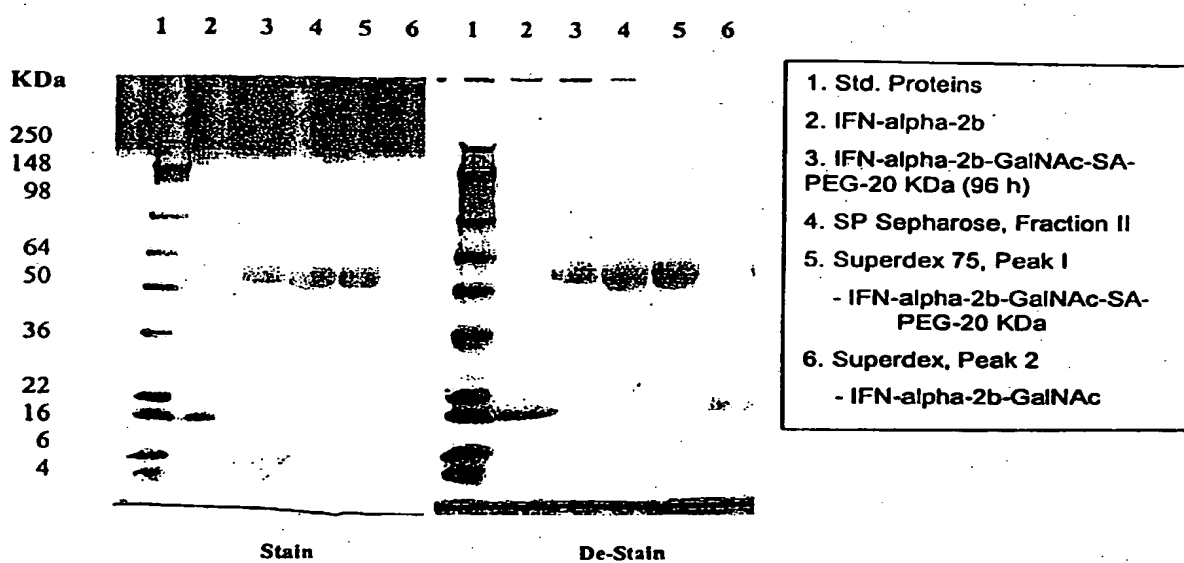 1 2 3 4 5 6 1 2 3 4 5 6
KDa
250
148
98
64
50
36
22
16
6
4
Stain De-Stain
1. Std. Proteins
2. IFN-alpha-2b
3. IFN-alpha-2b-GalNAc-SA-
PEG-20 KDa (96 h)
4. SP Sepharose, Fraction II
5. Superdex 75, Peak I
- IFN-alpha-2b-GalNAc-SA-
PEG-20 KDa
6. Superdex, Peak 2
- IFN-alpha-2b-GalNAc